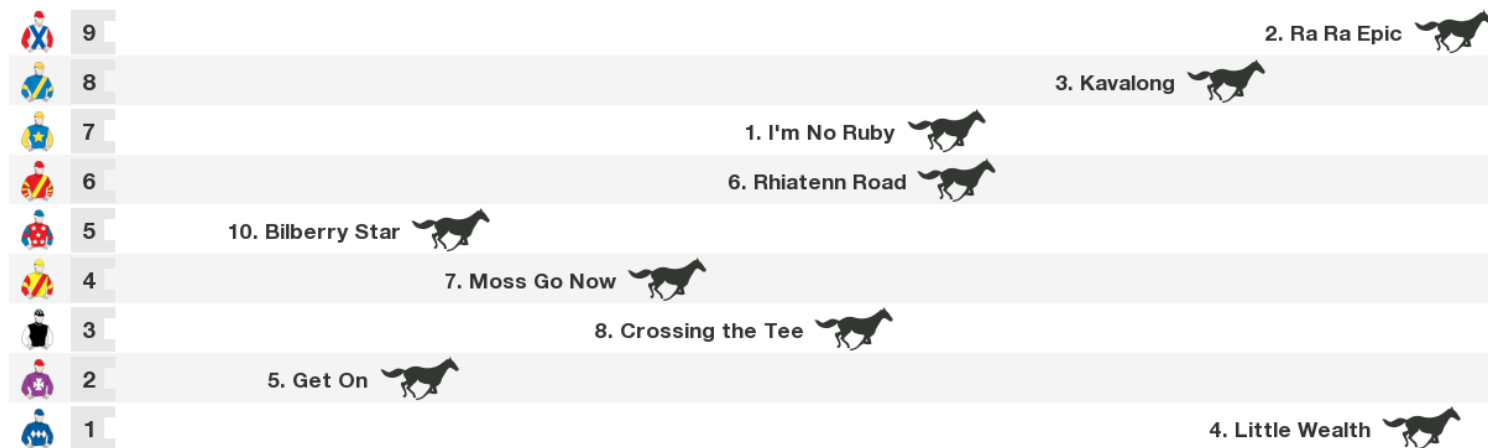 9 2. Ra Ra Epic
8 3. Kavalong
7 1. I'm No Ruby
6 6. Rhiatenn Road
5 10. Bilberry Star
4 7. Moss Go Now
3 8. Crossing the Tee
2 5. Get On
1 4. Little Wealth